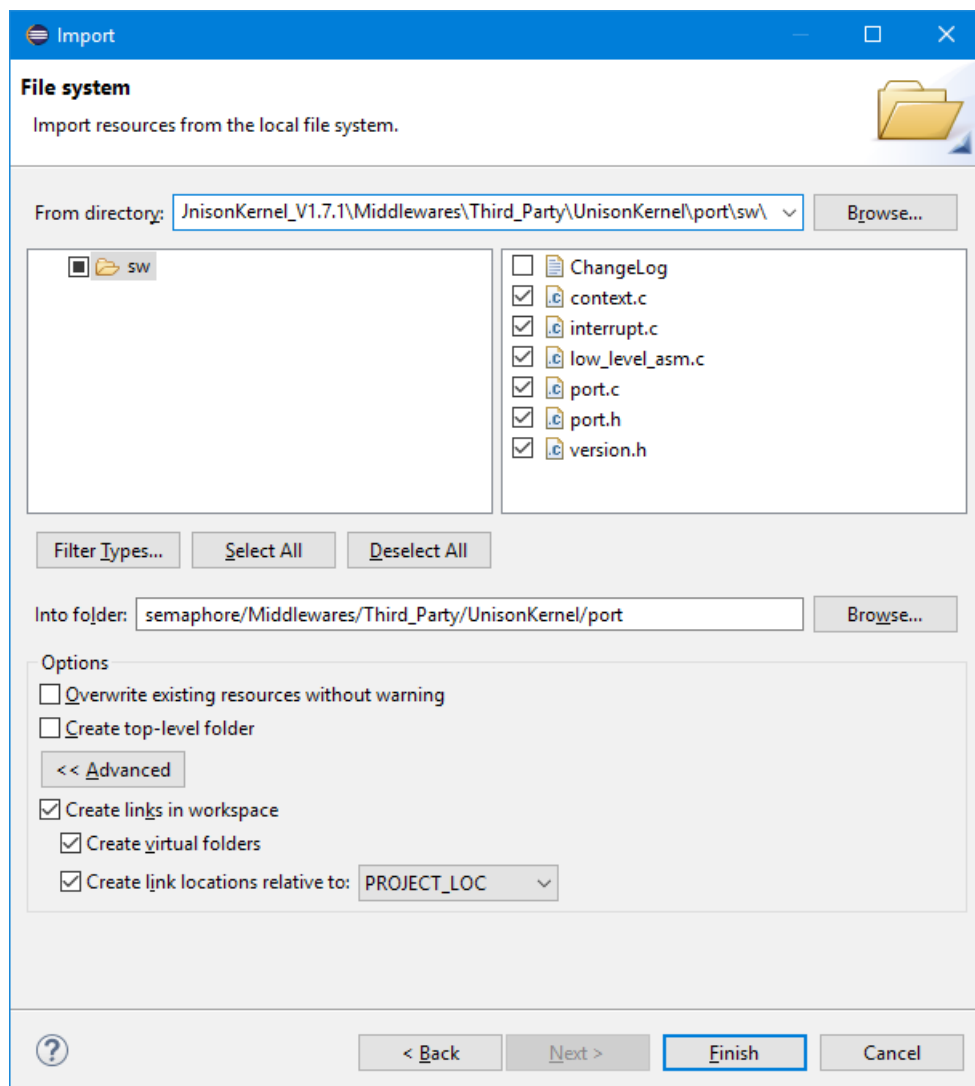 Import
File system
Import resources from the local file system.
From directory: JnisonKernel_V1.7.1\Middlewares\Third_Party\UnisonKernel\port\sw\ Browse...
sw
ChangeLog
context.c
interrupt.c
low_level_asm.c
port.c
port.h
version.h
Filter Types... Select All Deselect All
Into folder: semaphore/Middlewares/Third_Party/UnisonKernel/port Browse...
Options
Overwrite existing resources without warning
Create top-level folder
<< Advanced
Create links in workspace
Create virtual folders
Create link locations relative to: PROJECT_LOC
? < Back Next > Finish Cancel